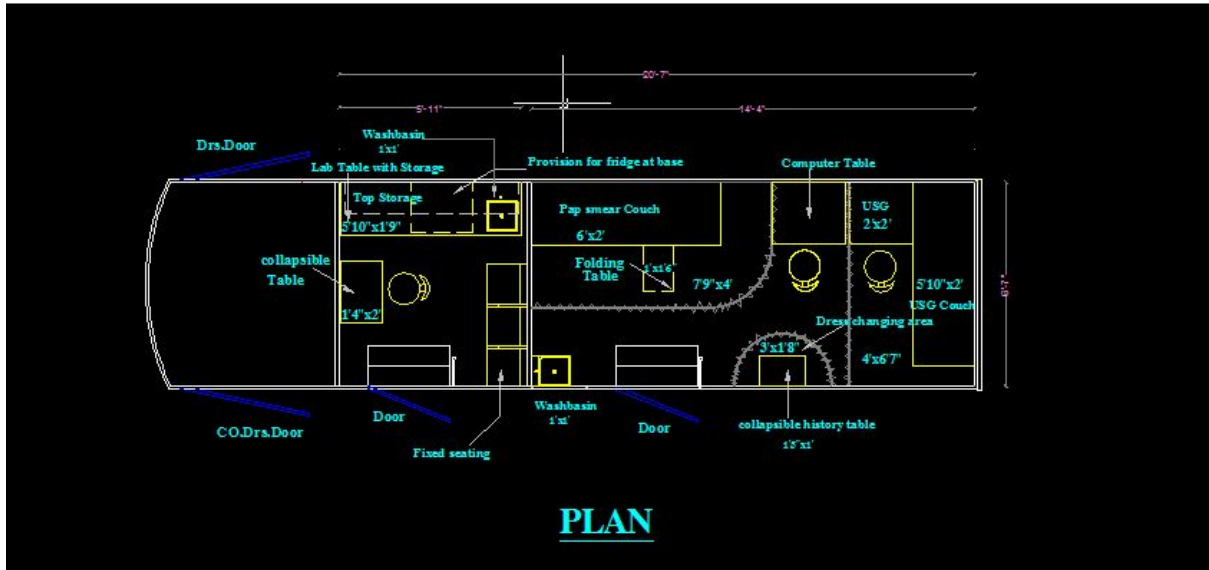 20'-7"
5'-11"
14'-4"
Washbasin
1'x1'
Drs.Door
Lab Table with Storage
Provision for fridge at base
Computer Table
Top Storage
5'10"x1'9"
Pap smear Couch
6'x2'
USG
2'x2'
collapsible
Table
Folding
Table
1'x1'6"
7'9"x4'
5'10"x2'
USG Couch
6'-7"
1'4"x2'
Dress changing area
3'x1'8"
4'x6'7"
CO.Drs.Door
Door
Fixed seating
Washbasin
1'x1'
Door
collapsible history table
PLAN